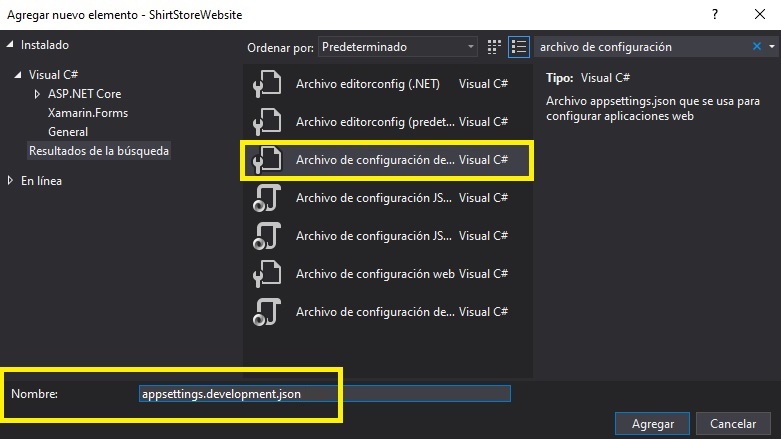 Agregar nuevo elemento - ShirtStoreWebsite
? ×
Instalado
Ordenar por: Predeterminado
archivo de configuración
Visual C#
ASP.NET Core
Xamarin.Forms
General
Resultados de la búsqueda
En línea
Archivo editorconfig (.NET) Visual C#
Archivo editorconfig (predet... Visual C#
Archivo de configuración de... Visual C#
Archivo de configuración JS... Visual C#
Archivo de configuración JS... Visual C#
Archivo de configuración web Visual C#
Archivo de configuración de... Visual C#
Tipo: Visual C#
Archivo appsettings.json que se usa para
configurar aplicaciones web
Nombre: appsettings.development.json
Agregar Cancelar